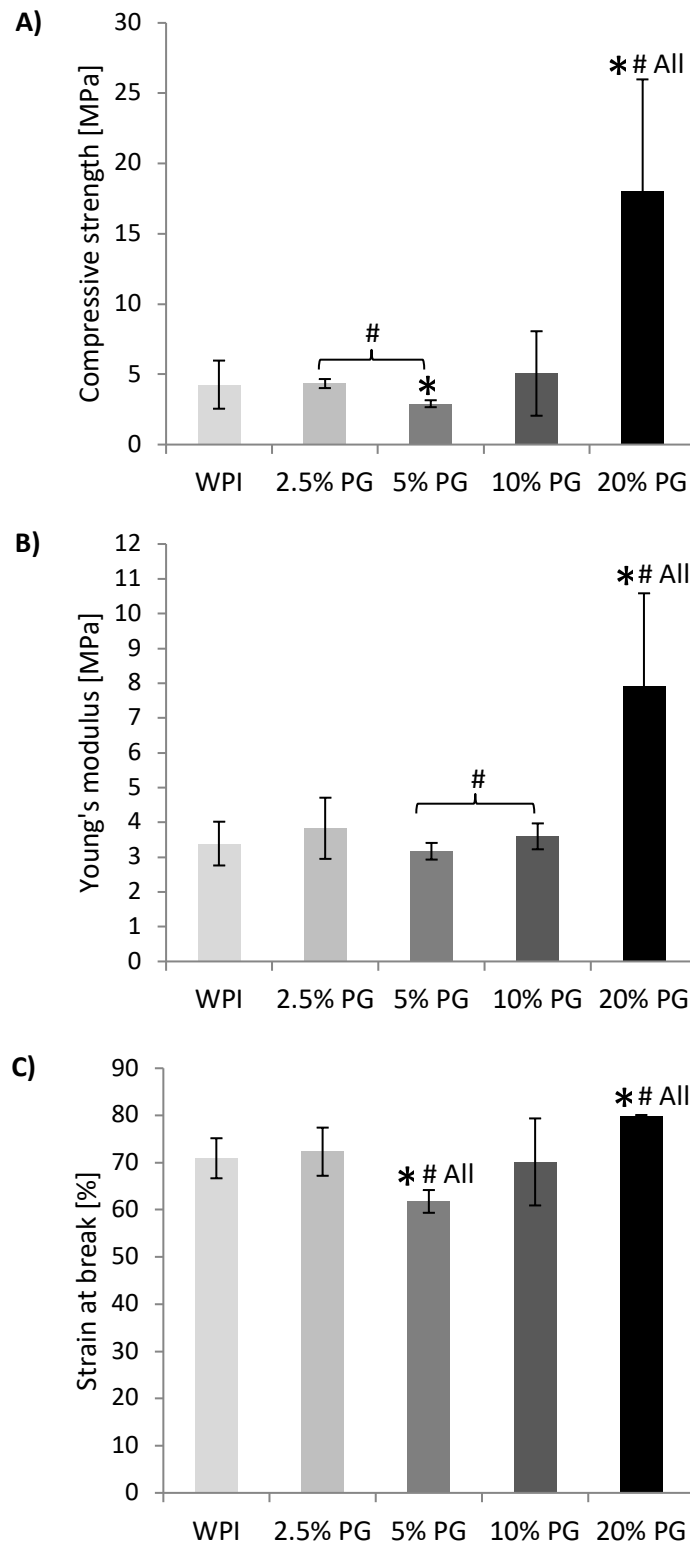 A)
Compressive strength [MPa]
30
25
20
15
10
5
0
* # All
#
*
WPI 2.5% PG 5% PG 10% PG 20% PG
B)
Young's modulus [MPa]
12
11
10
9
8
7
6
5
4
3
2
1
0
* # All
#
WPI 2.5% PG 5% PG 10% PG 20% PG
C)
Strain at break [%]
90
80
70
60
50
40
30
20
10
0
* # All
* # All
WPI 2.5% PG 5% PG 10% PG 20% PG